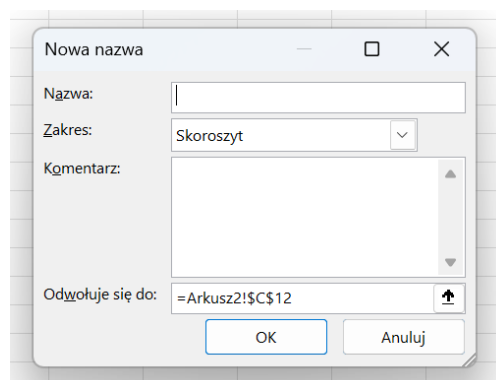 Nowa nazwa
Nazwa:
Zakres: Skoroszyt
Komentarz:
Odwołuje się do: =Arkusz2!$C$12
OK Anuluj